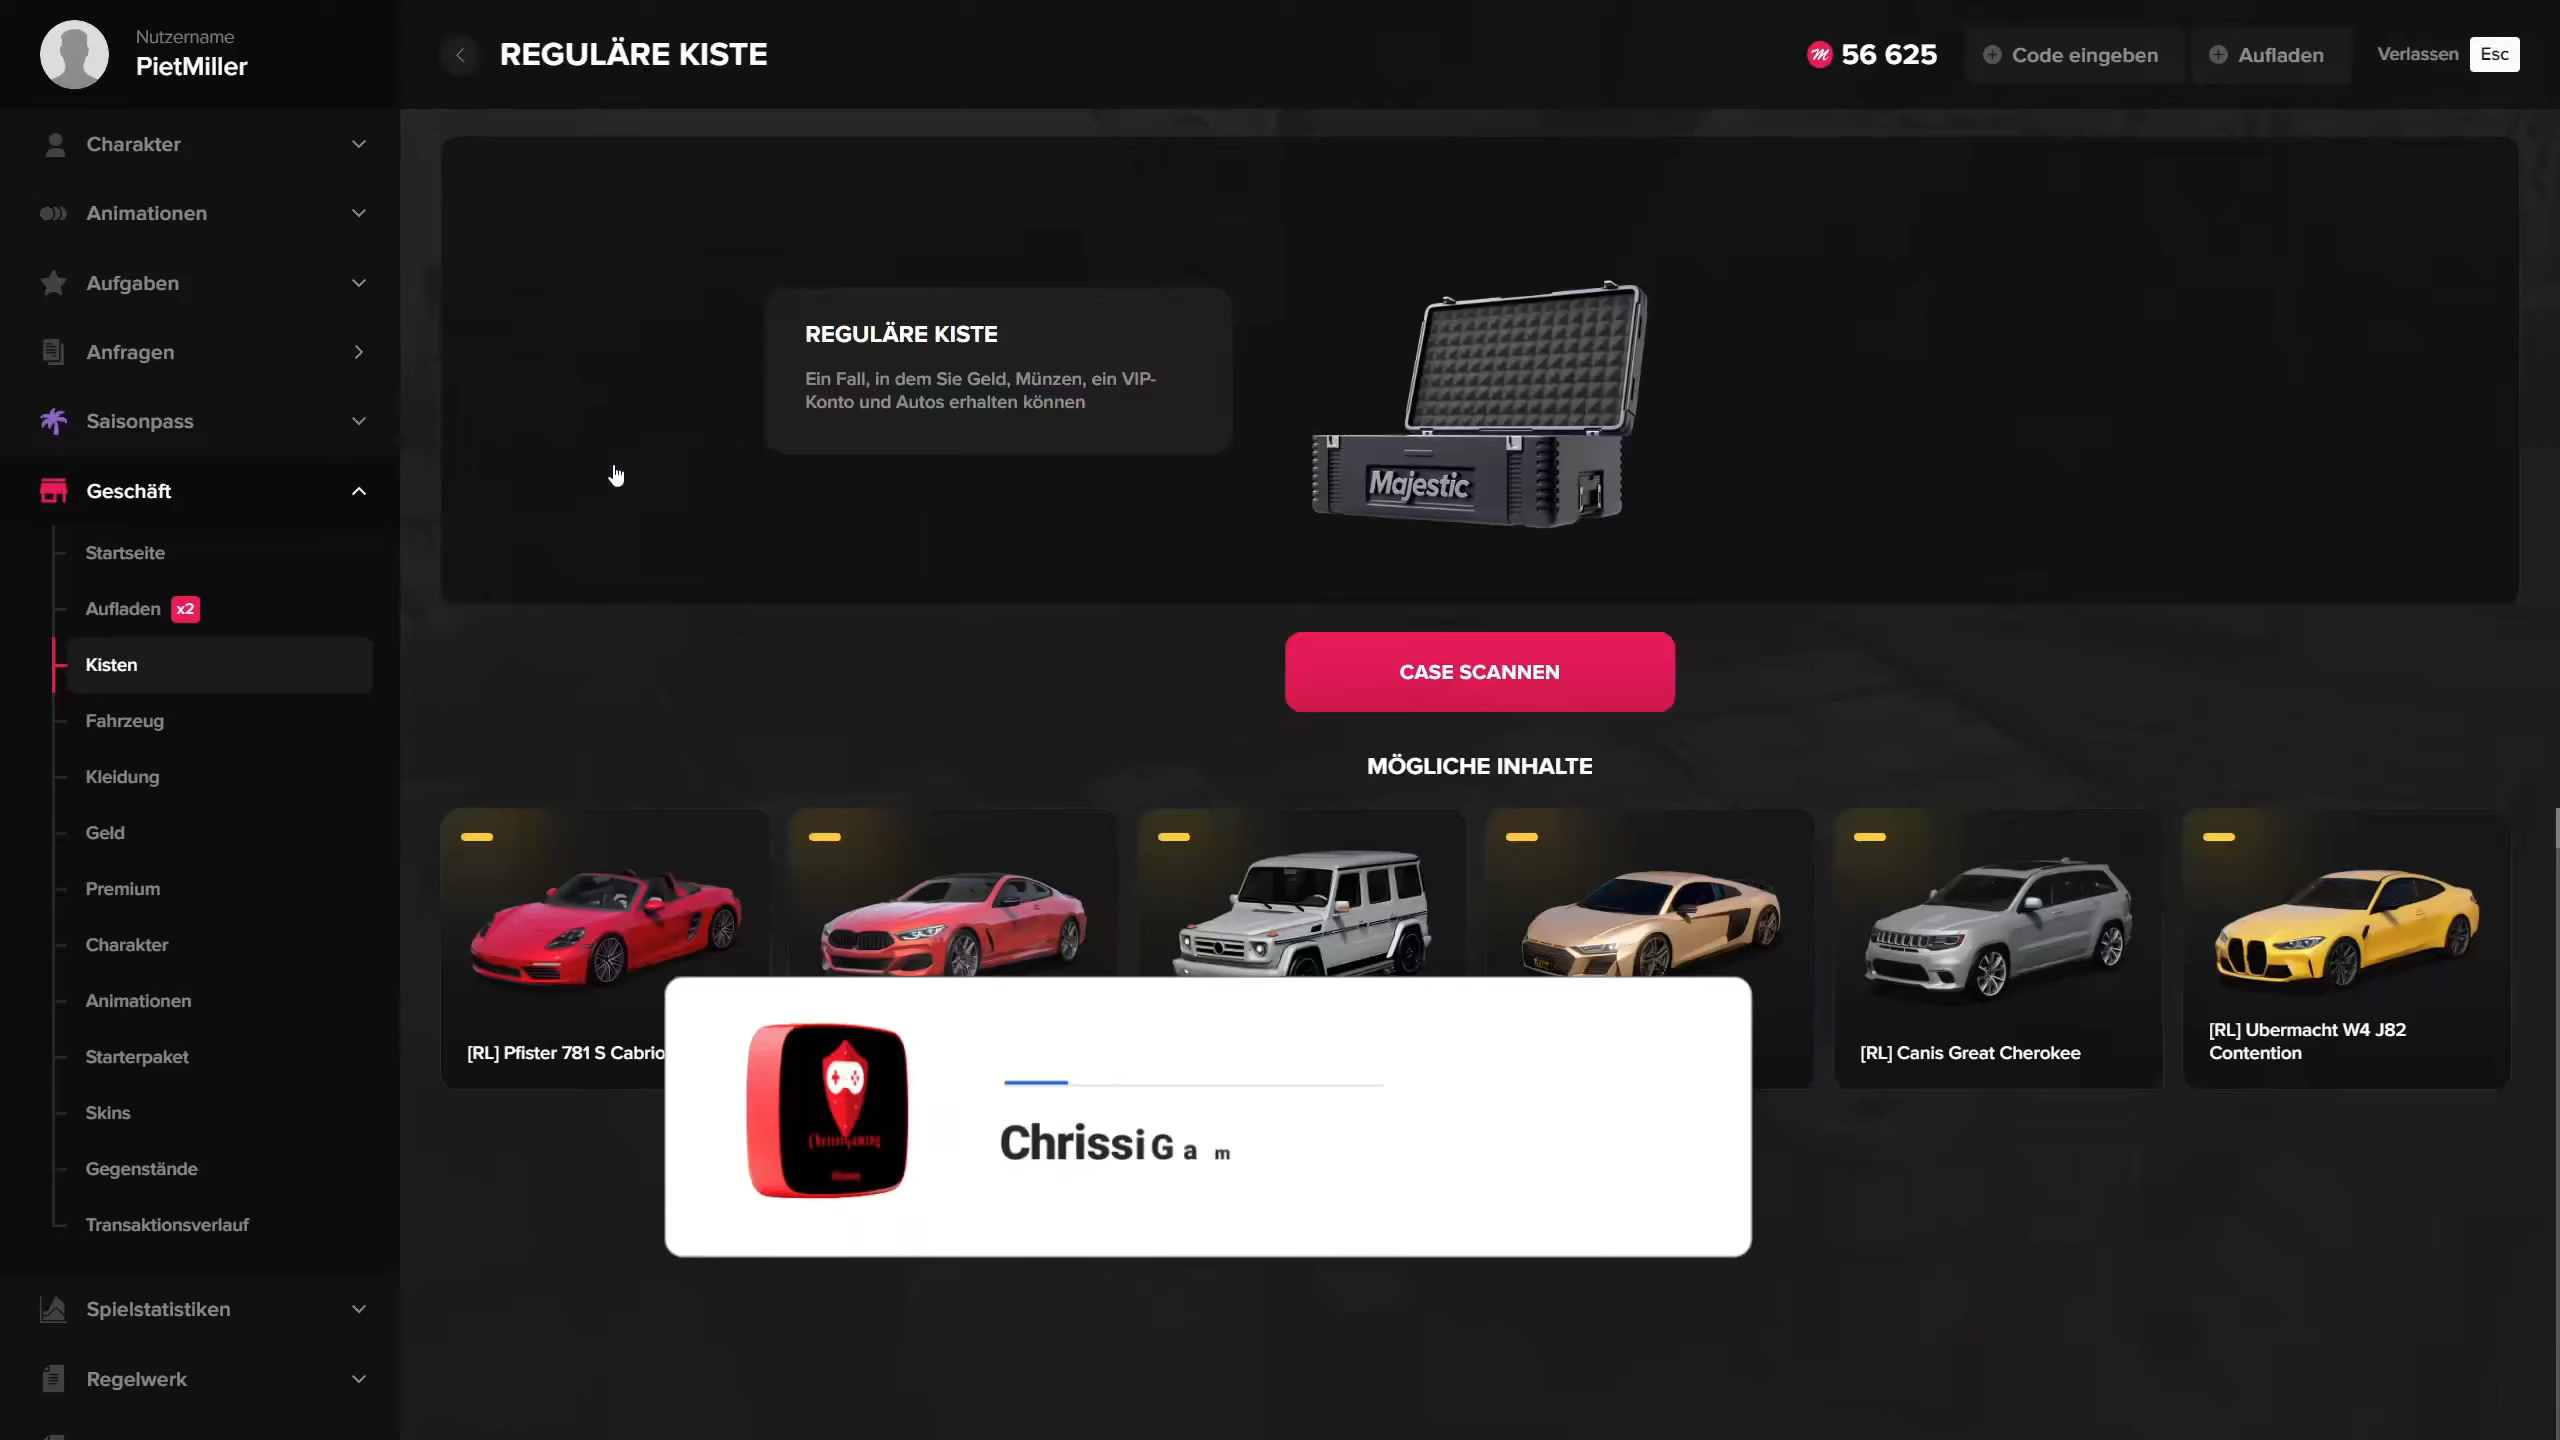 Nutzername
PietMiller
REGULÄRE KISTE
56 625
Code eingeben
Aufladen
Verlassen
Esc
Charakter
Animationen
Aufgaben
Anfragen
Saisonpass
Geschäft
Startseite
Aufladen x2
Kisten
Fahrzeug
Kleidung
Geld
Premium
Charakter
Animationen
Starterpaket
Skins
Gegenstände
Transaktionsverlauf
Spielstatistiken
Regelwerk
REGULÄRE KISTE
Ein Fall, in dem Sie Geld, Münzen, ein VIP-
Konto und Autos erhalten können
Majestic
CASE SCANNEN
MÖGLICHE INHALTE
[RL] Pfister 781 S Cabrio
[RL] Canis Great Cherokee
[RL] Ubermacht W4 J82
Contention
ChrissiGaming
ChrissiGam